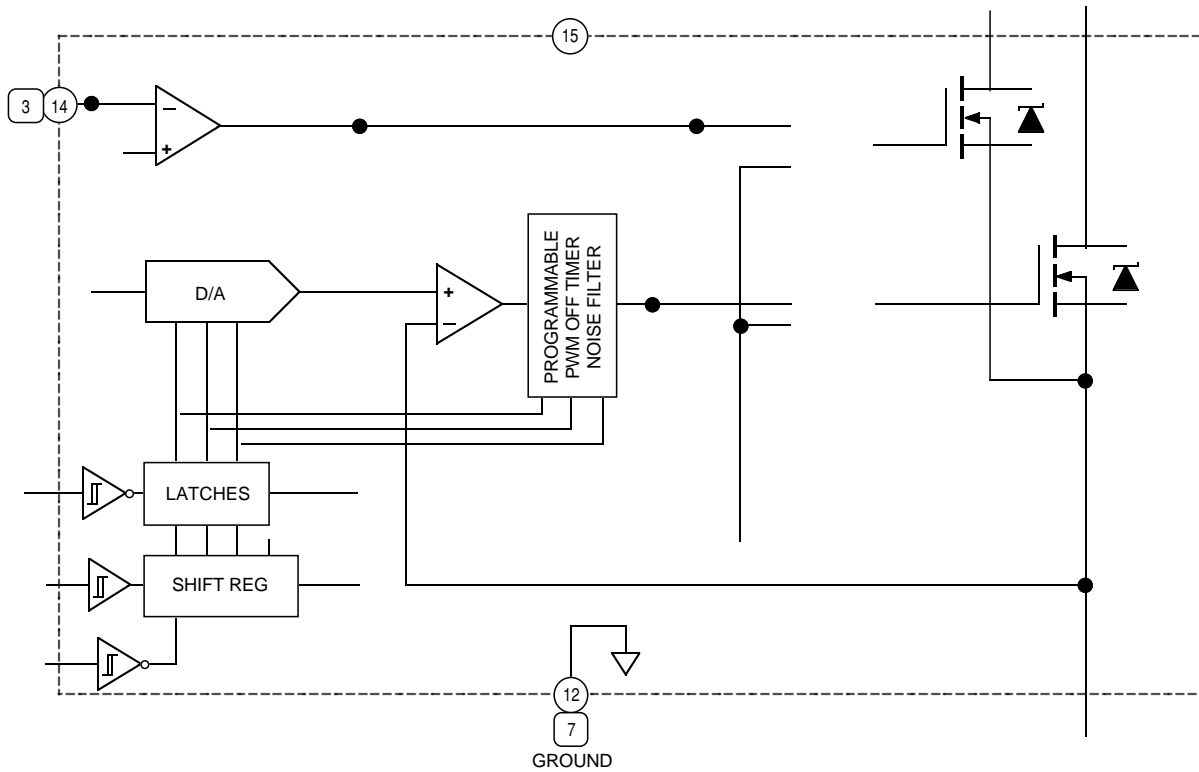 15
3 14
−
+
D/A
+
−
PROGRAMMABLE
PWM OFF TIMER
NOISE FILTER
LATCHES
SHIFT REG
12
7
GROUND